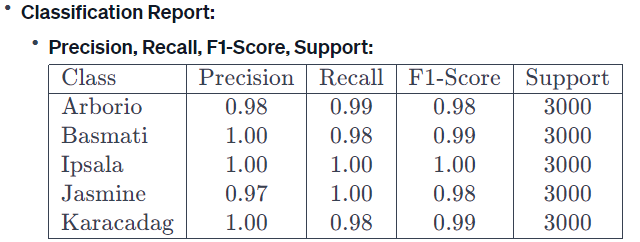 Classification Report:
Precision, Recall, F1-Score, Support:
Class Precision Recall F1-Score Support
Arborio 0.98 0.99 0.98 3000
Basmati 1.00 0.98 0.99 3000
Ipsala 1.00 1.00 1.00 3000
Jasmine 0.97 1.00 0.98 3000
Karacadag 1.00 0.98 0.99 3000